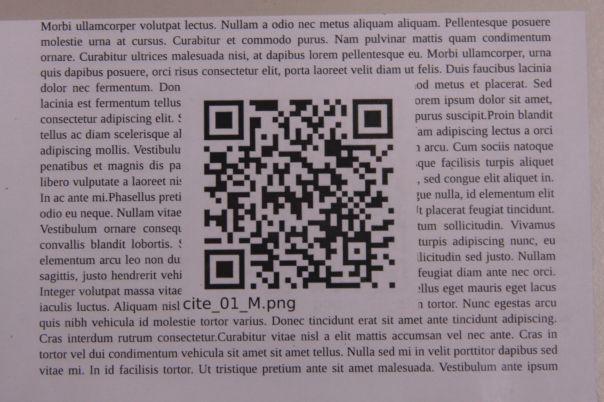 Morbi ullamcorper volutpat lectus. Nullam a odio nec metus aliquam aliquam. Pellentesque posuere
molestie urna at cursus. Curabitur et commodo purus. Nam pulvinar mattis quam condimentum
ornare. Curabitur ultrices malesuada nisi, at dapibus lorem pellentesque eu. Morbi ullamcorper, urna
quis dapibus posuere, orci risus consectetur elit, porta laoreet velit diam ut felis. Duis faucibus lacinia
dolor nec fermentum. Don od metus et placerat. Sed
lacinia est fermentum tellus orem ipsum dolor sit amet,
consectetur adipiscing elit. purus suscipit.Proin blandit
tellus ac diam scelerisque al am adipiscing lectus a orci
adipiscing mollis. Vestibulu arcu. Cum sociis natoque
penatibus et magnis dis pa que facilisis turpis aliquet
libero vulputate a laoreet nis , sed congue elit aliquet in.
In ac ante mi.Phasellus preti gue nulla, id elementum elit
odio eu neque. Nullam vitae placerat feugiat tincidunt.
Vestibulum ornare consequ tum sollicitudin. Vivamus
convallis blandit lobortis. turpis adipiscing nunc, eu
elementum arcu leo non du llicitudin sed justo. Nullam
sagittis, justo hendrerit vehi feugiat diam ante nec orci.
Integer volutpat massa vitae llus eget mauris eget lacus
iaculis luctus. Aliquam nisl cite_01_M.png tortor. Nunc egestas arcu
quis nibh vehicula id molestie tortor varius. Donec tincidunt erat sit amet ante tincidunt adipiscing.
Cras interdum rutrum consectetur.Curabitur vitae nisl a elit mattis accumsan vel nec ante. Cras in
tortor vel dui condimentum vehicula sit amet sit amet tellus. Nulla sed mi in velit porttitor dapibus sed
vitae mi. In id facilisis tortor. Ut tristique pretium ante sit amet malesuada. Vestibulum ante ipsum